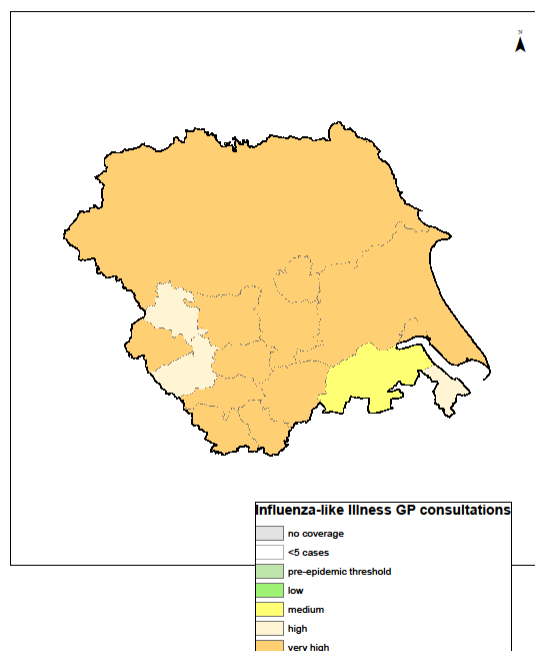 N
Influenza-like Illness GP consultations
no coverage
<5 cases
pre-epidemic threshold
low
medium
high
very high